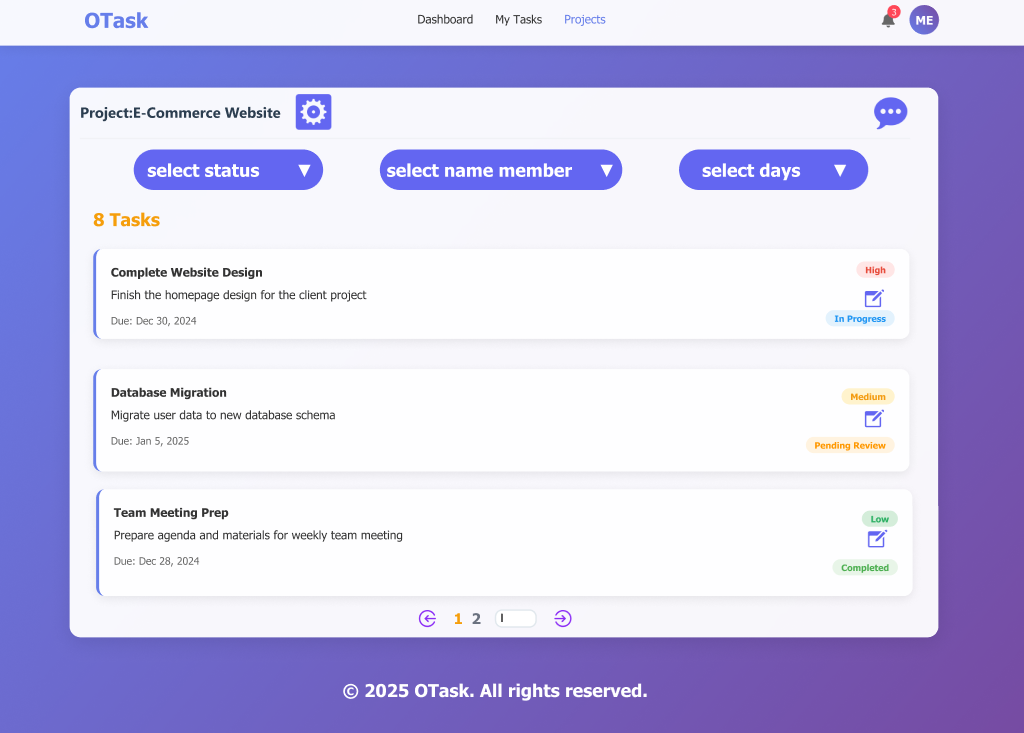 OTask
Dashboard My Tasks Projects
3
ME
Project:E-Commerce Website
select status ▼
select name member ▼
select days ▼
8 Tasks
Complete Website Design
High
Finish the homepage design for the client project
Due: Dec 30, 2024
In Progress
Database Migration
Medium
Migrate user data to new database schema
Due: Jan 5, 2025
Pending Review
Team Meeting Prep
Low
Prepare agenda and materials for weekly team meeting
Due: Dec 28, 2024
Completed
1 2
© 2025 OTask. All rights reserved.